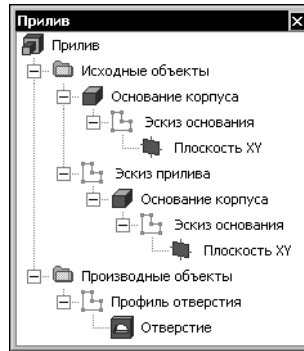 Прилив
Прилив
Исходные объекты
Основание корпуса
Эскиз основания
Плоскость XY
Эскиз прилива
Основание корпуса
Эскиз основания
Плоскость XY
Производные объекты
Профиль отверстия
Отверстие